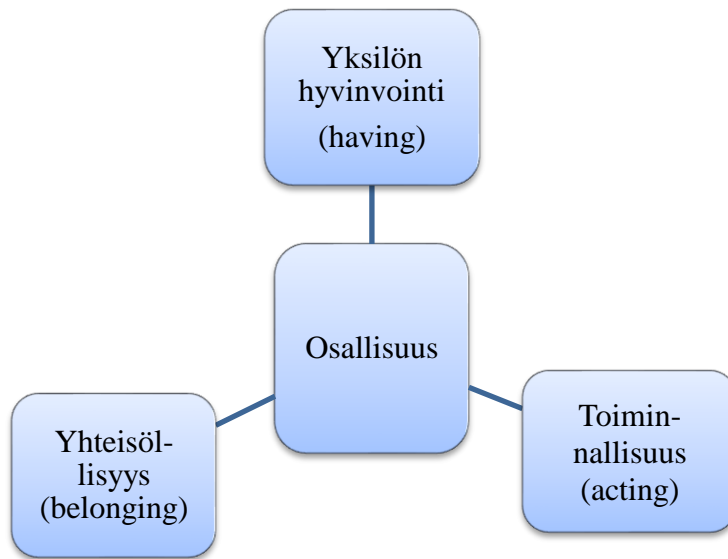 Yksilön
hyvinvointi
(having)
Osallisuus
Yhteisöl-
lisyys
(belonging)
Toimin-
nallisuus
(acting)